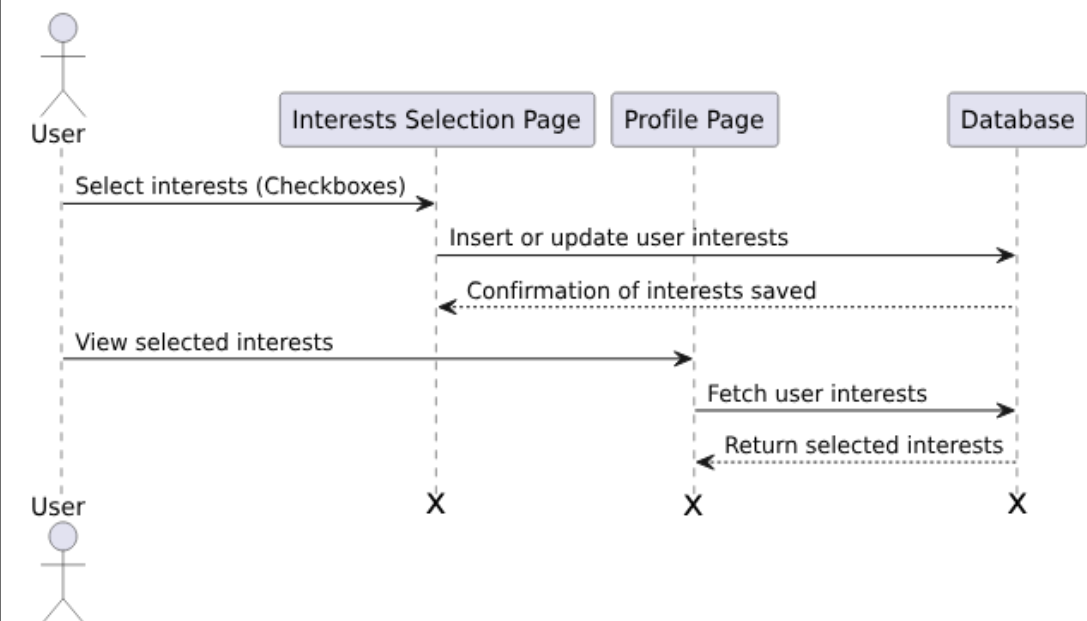 User
Interests Selection Page
Profile Page
Database
Select interests (Checkboxes)
Insert or update user interests
Confirmation of interests saved
View selected interests
Fetch user interests
Return selected interests
User
X
X
X